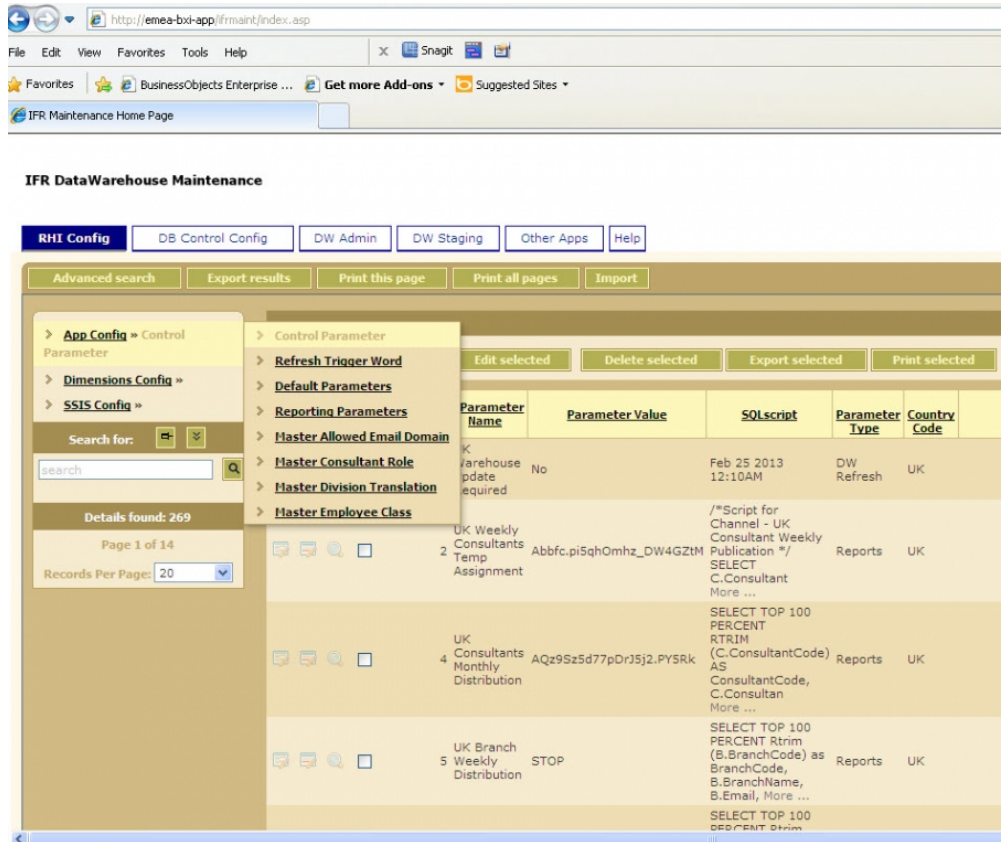 http://emea-bxi-app/ifrmaint/index.asp
File Edit View Favorites Tools Help
x Snagit
Favorites BusinessObjects Enterprise ... Get more Add-ons Suggested Sites
IFR Maintenance Home Page
IFR DataWarehouse Maintenance
RHI Config DB Control Config DW Admin DW Staging Other Apps Help
Advanced search Export results Print this page Print all pages Import
App Config » Control
Parameter
Dimensions Config »
SSIS Config »
Search for:
search
Details found: 269
Page 1 of 14
Records Per Page: 20
Control Parameter
Refresh Trigger Word
Default Parameters
Reporting Parameters
Master Allowed Email Domain
Master Consultant Role
Master Division Translation
Master Employee Class
Edit selected Delete selected Export selected Print selected
Parameter
Name
Parameter Value
SQLscript
Parameter
Type
Country
Code
No
Feb 25 2013
12:10AM
DW
Refresh
UK
2
UK Weekly
Consultants
Temp
Assignment
Abbfc.pi5qhOmhz_DW4GZtM
/*Script for
Channel - UK
Consultant Weekly
Publication */
SELECT
C.Consultant
More ...
Reports
UK
4
UK
Consultants
Monthly
Distribution
AQz9Sz5d77pDrJ5j2.PY5Rk
SELECT TOP 100
PERCENT
RTRIM
(C.ConsultantCode)
AS
ConsultantCode,
C.Consultan
More ...
Reports
UK
5
UK Branch
Weekly
Distribution
STOP
SELECT TOP 100
PERCENT Rtrim
(B.BranchCode) as
BranchCode,
B.BranchName,
B.Email, More ...
Reports
UK
SELECT TOP 100
PERCENT Rtrim